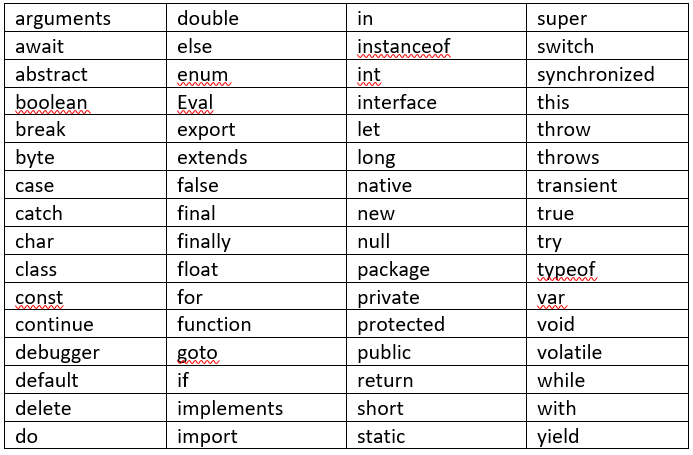 arguments double in super
await else instanceof switch
abstract enum int synchronized
boolean Eval interface this
break export let throw
byte extends long throws
case false native transient
catch final new true
char finally null try
class float package typeof
const for private var
continue function protected void
debugger goto public volatile
default if return while
delete implements short with
do import static yield